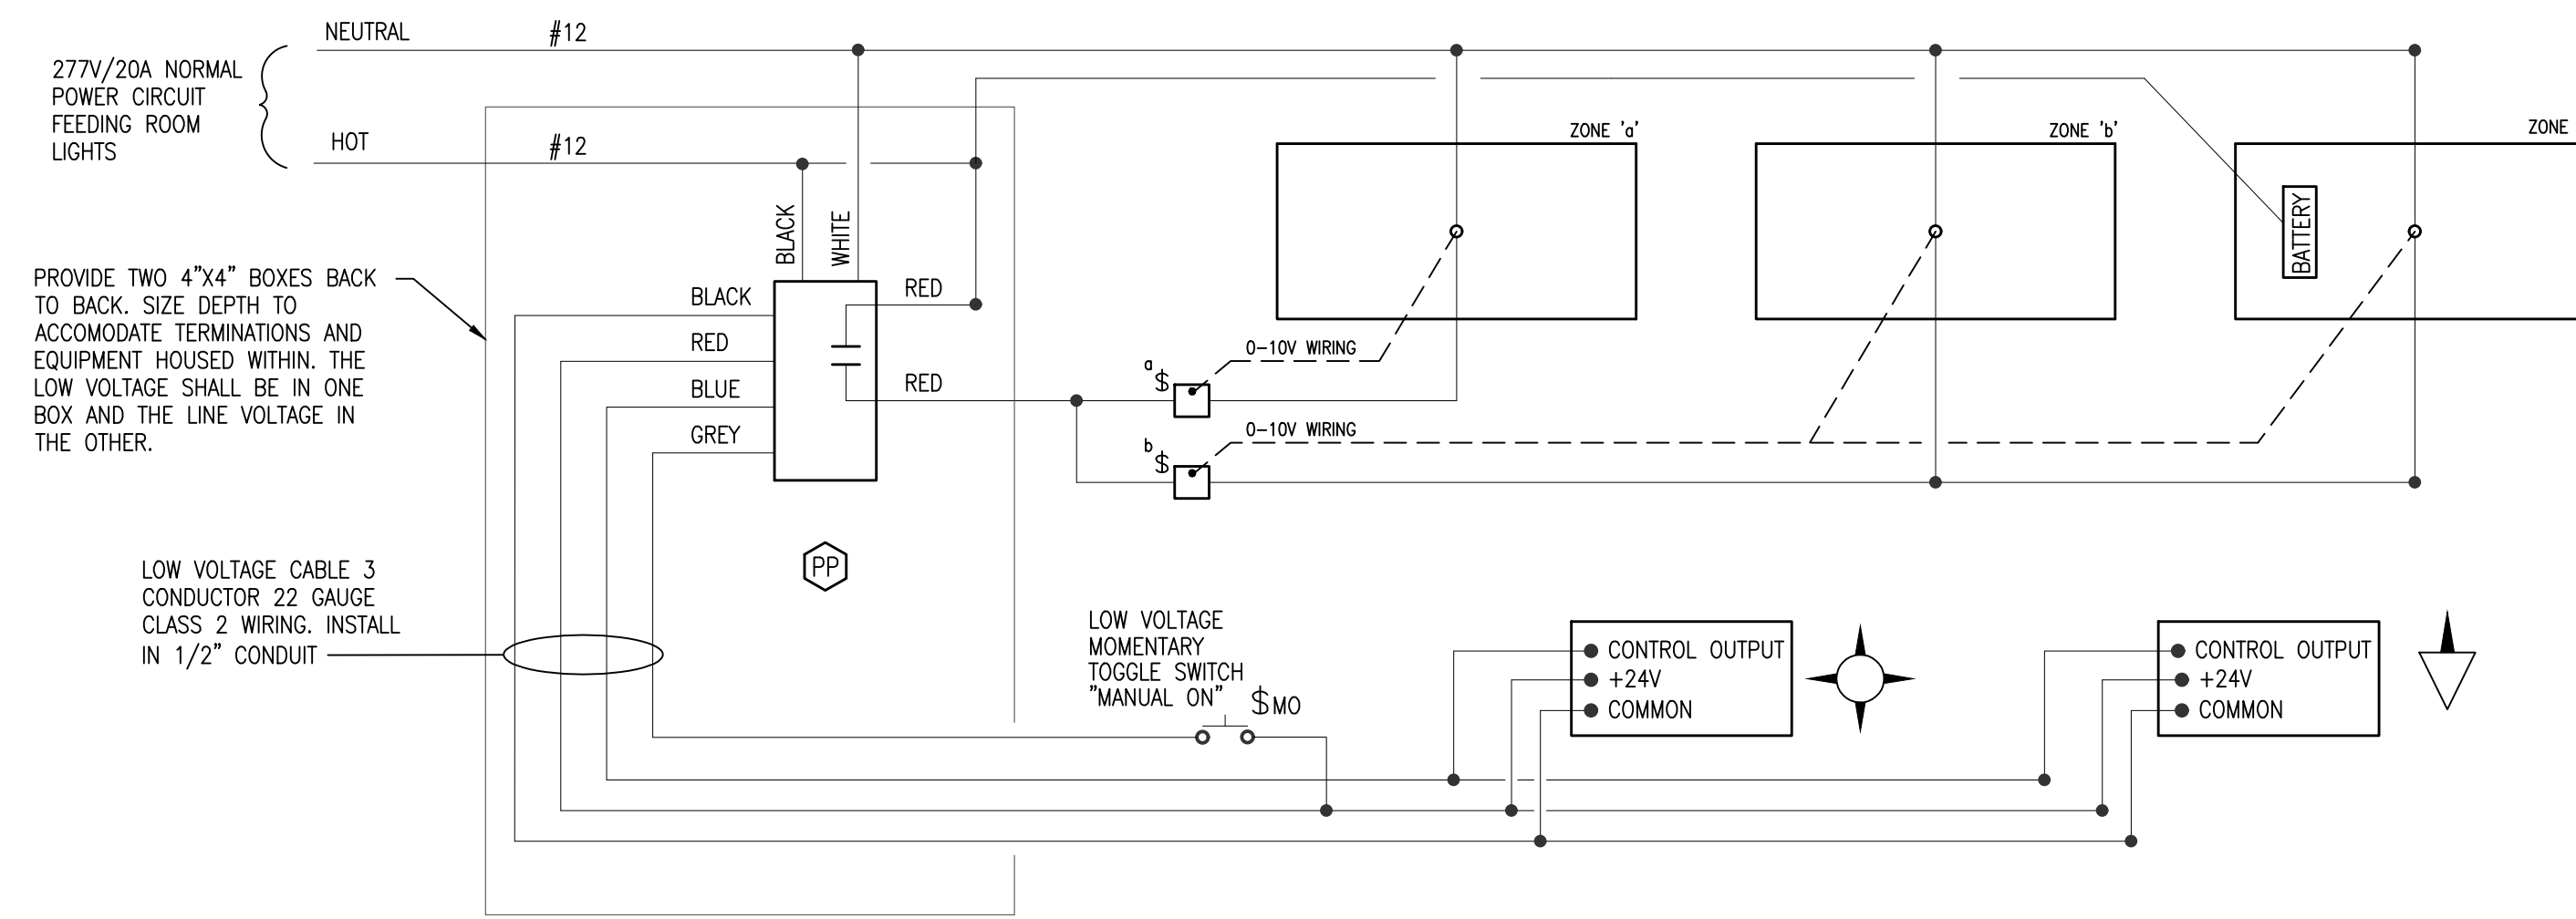 NEUTRAL
#12
277V/20A NORMAL
POWER CIRCUIT
FEEDING ROOM
LIGHTS
HOT
#12
ZONE 'a'
ZONE 'b'
ZONE
BLACK
WHITE
BATTERY
PROVIDE TWO 4"X4" BOXES BACK
TO BACK. SIZE DEPTH TO
ACCOMODATE TERMINATIONS AND
EQUIPMENT HOUSED WITHIN. THE
LOW VOLTAGE SHALL BE IN ONE
BOX AND THE LINE VOLTAGE IN
THE OTHER.
BLACK
RED
BLUE
GREY
RED
RED
a
$
0-10V WIRING
b
$
0-10V WIRING
PP
LOW VOLTAGE CABLE 3
CONDUCTOR 22 GAUGE
CLASS 2 WIRING. INSTALL
IN 1/2" CONDUIT
LOW VOLTAGE
MOMENTARY
TOGGLE SWITCH
"MANUAL ON"
$MO
CONTROL OUTPUT
+24V
COMMON
CONTROL OUTPUT
+24V
COMMON